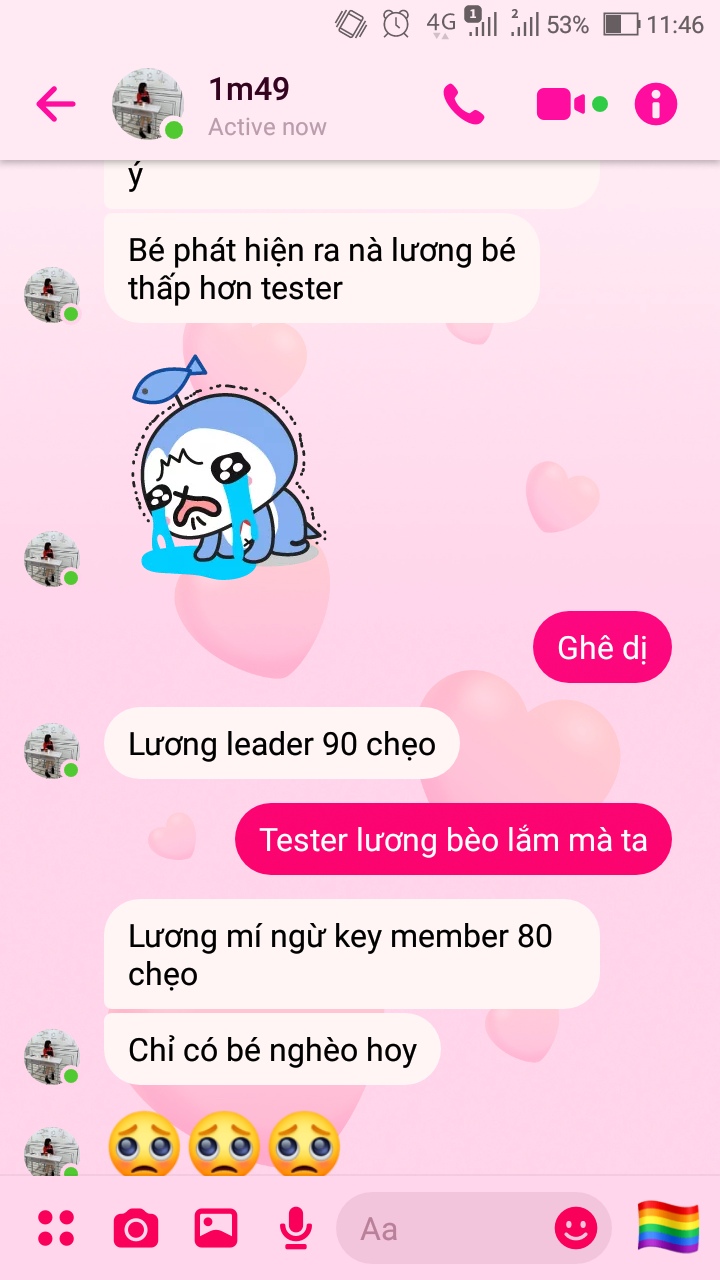 4G 1 2 53% 11:46
1m49
Active now
ý
Bé phát hiện ra nà lương bé
thấp hơn tester
Ghê dị
Lương leader 90 chẹo
Tester lương bèo lắm mà ta
Lương mí ngừ key member 80
chẹo
Chỉ có bé nghèo hoy
Aa